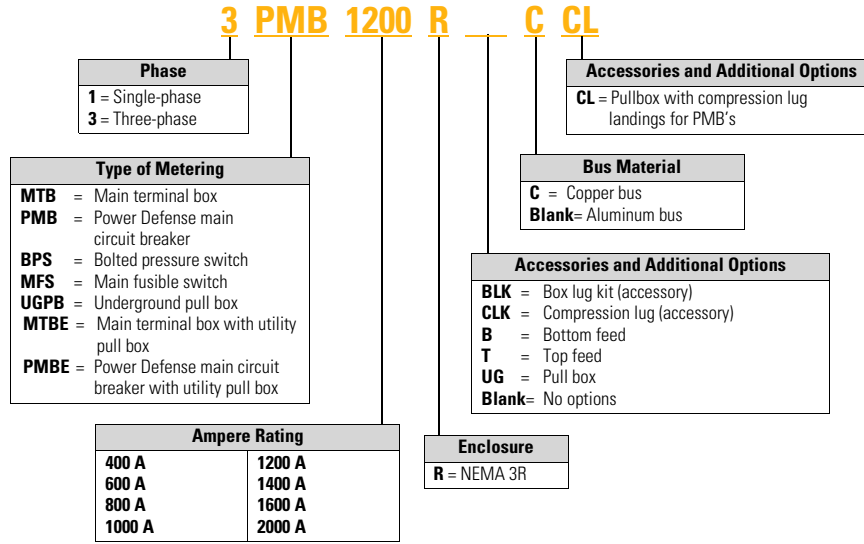 3 PMB 1200 R __ C CL
Phase
1 = Single-phase
3 = Three-phase
Accessories and Additional Options
CL = Pullbox with compression lug
landings for PMB's
Type of Metering
MTB = Main terminal box
PMB = Power Defense main
circuit breaker
BPS = Bolted pressure switch
MFS = Main fusible switch
UGPB = Underground pull box
MTBE = Main terminal box with utility
pull box
PMBE = Power Defense main circuit
breaker with utility pull box
Bus Material
C = Copper bus
Blank= Aluminum bus
Accessories and Additional Options
BLK = Box lug kit (accessory)
CLK = Compression lug (accessory)
B = Bottom feed
T = Top feed
UG = Pull box
Blank= No options
Ampere Rating
400 A 1200 A
600 A 1400 A
800 A 1600 A
1000 A 2000 A
Enclosure
R = NEMA 3R